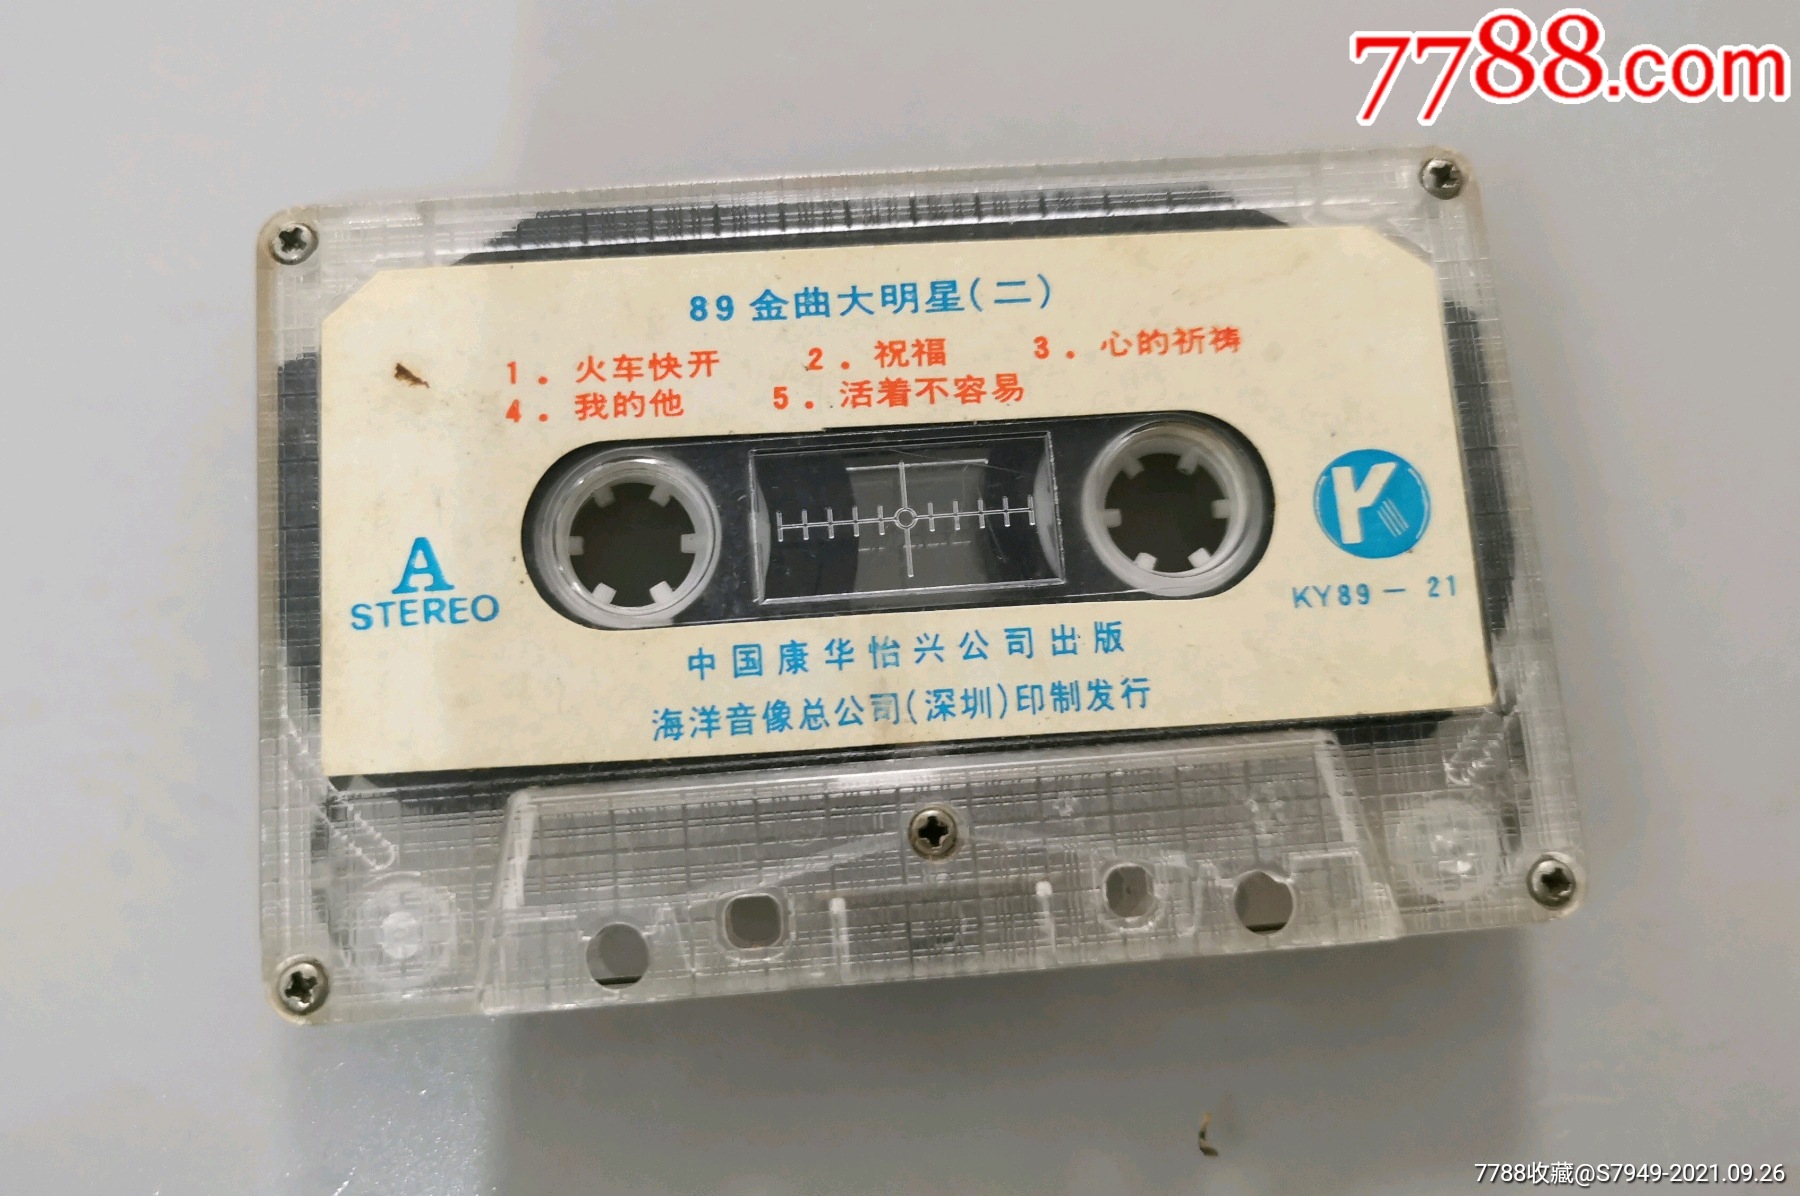 7788.com
89金曲大明星(二)
1．火车快开 2．祝福 3．心的祈祷
4．我的他 5．活着不容易
A
STEREO
K
KY89－21
中国康华怡兴公司出版
海洋音像总公司(深圳)印制发行
7788收藏@S7949-2021.09.26